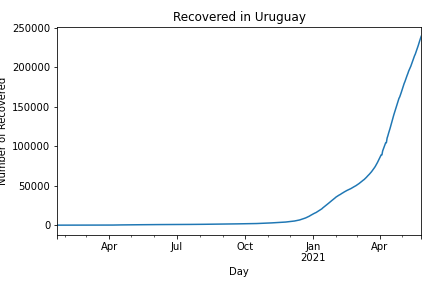 Recovered in Uruguay
Number of Recovered
250000
200000
150000
100000
50000
0
Apr
Jul
Oct
Jan
2021
Apr
Day